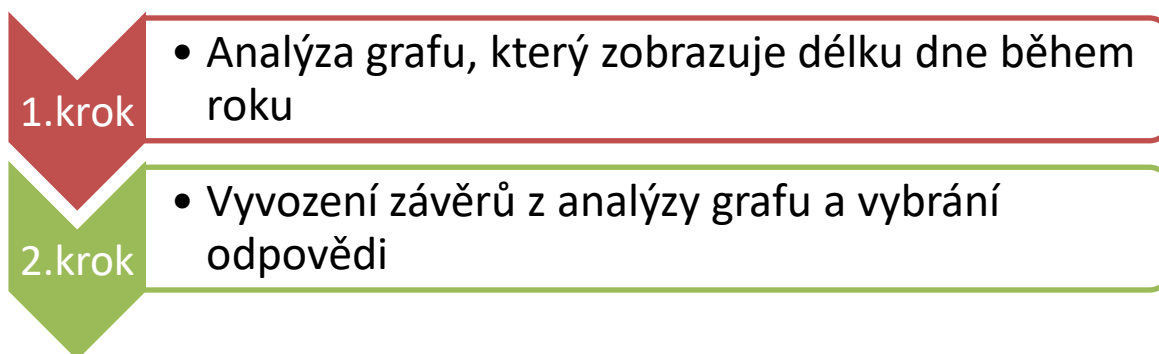 1.krok
• Analýza grafu, který zobrazuje délku dne během
roku
2.krok
• Vyvození závěrů z analýzy grafu a vybrání
odpovědi